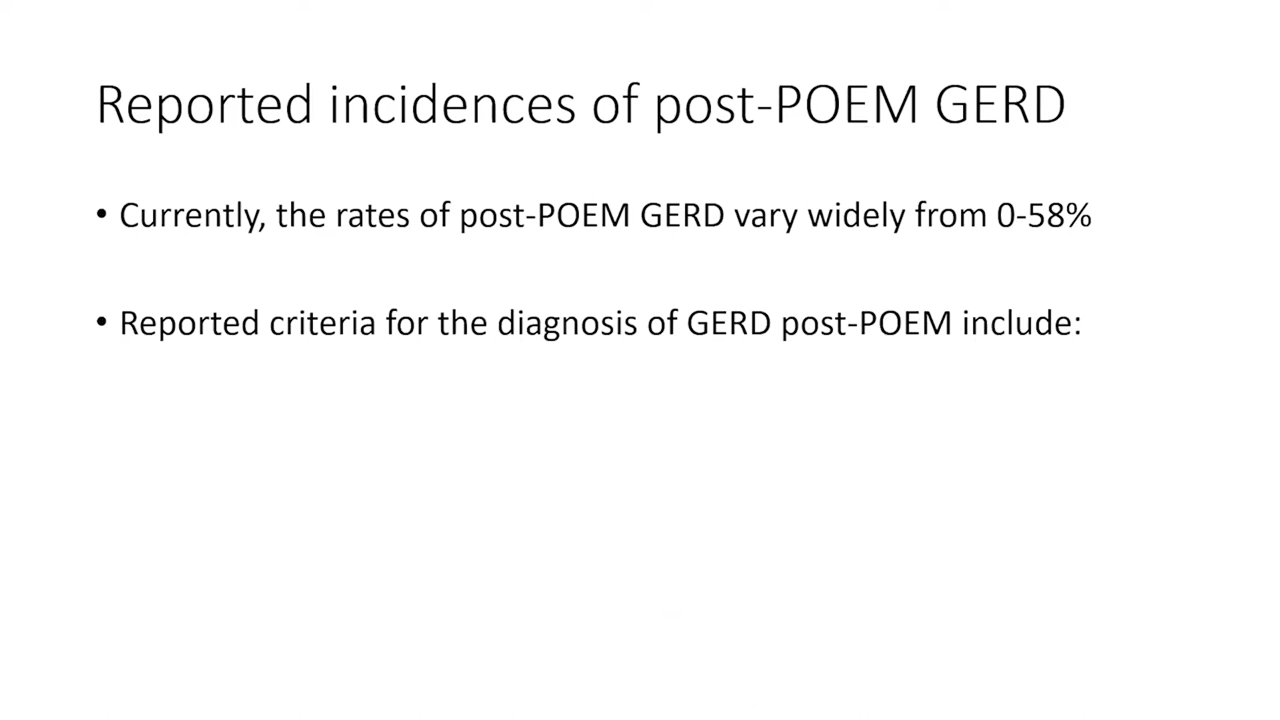 Reported incidences of post-POEM GERD
• Currently, the rates of post-POEM GERD vary widely from 0-58%
• Reported criteria for the diagnosis of GERD post-POEM include: